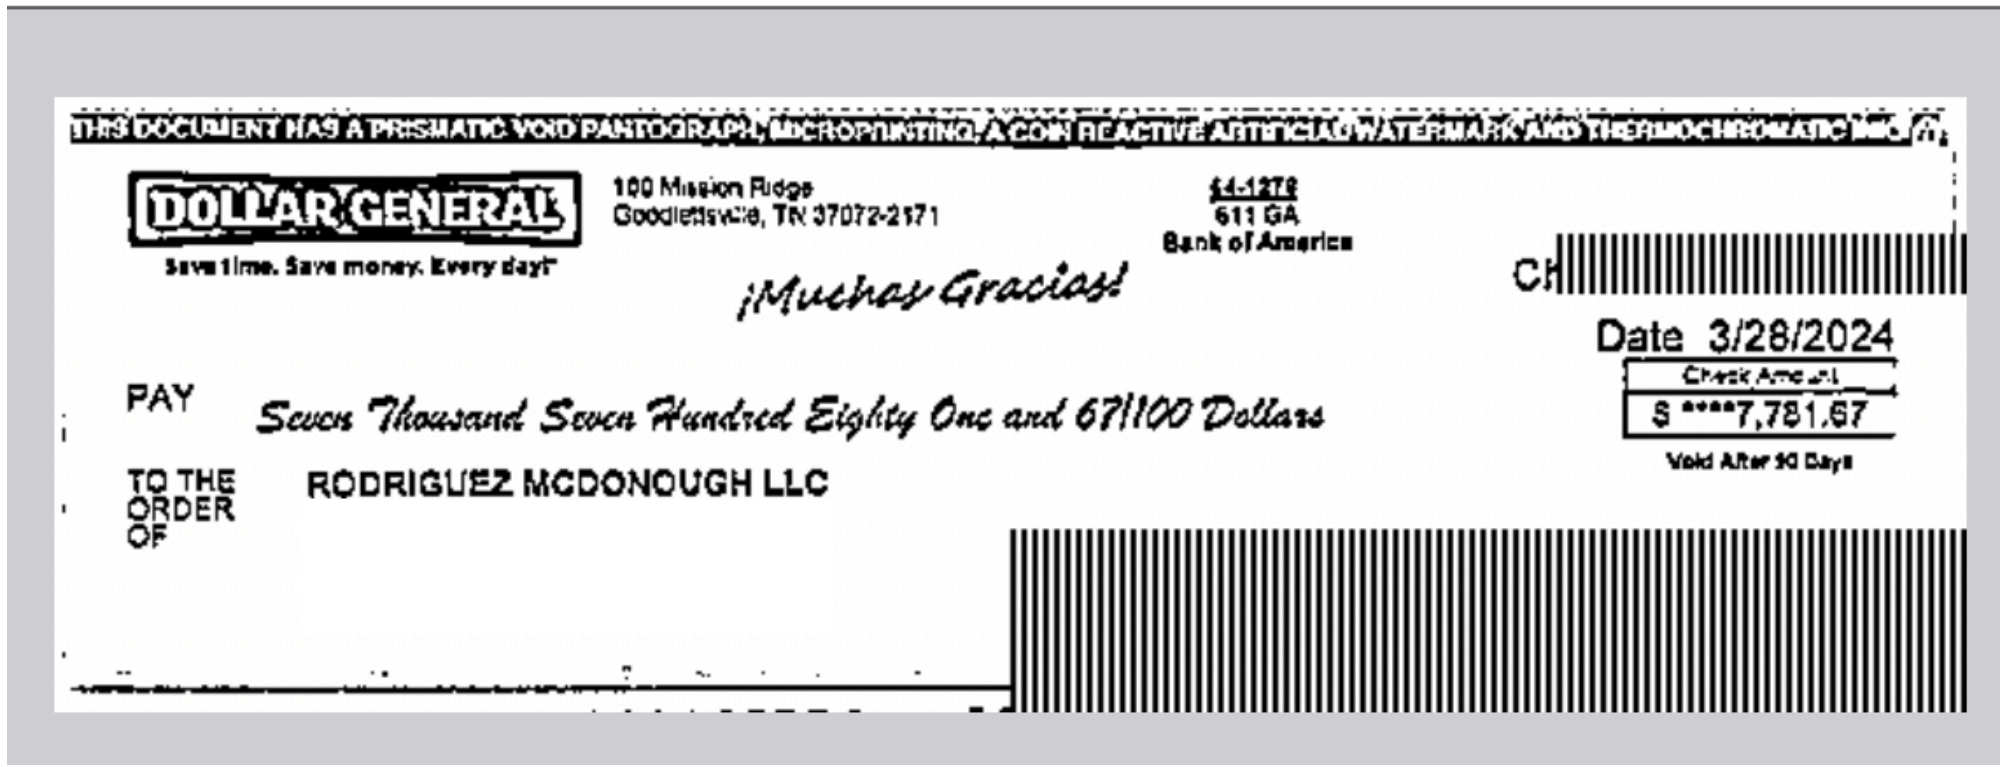 THIS DOCUMENT HAS A PRISMATIC VOID PANTOGRAPH, MICROPRINTING, A COIN REACTIVE ARTIFICIAL WATERMARK AND THERMOCHROMATIC INK.
DOLLAR GENERAL
Save time. Save money. Every day!
100 Mission Ridge
Goodlettsville, TN 37072-2171
64-1278
611 GA
Bank of America
¡Muchas Gracias!
Date 3/28/2024
Check Amount
$ ****7,781.67
Void After 90 Days
PAY Seven Thousand Seven Hundred Eighty One and 67/100 Dollars
TO THE
ORDER
OF
RODRIGUEZ MCDONOUGH LLC